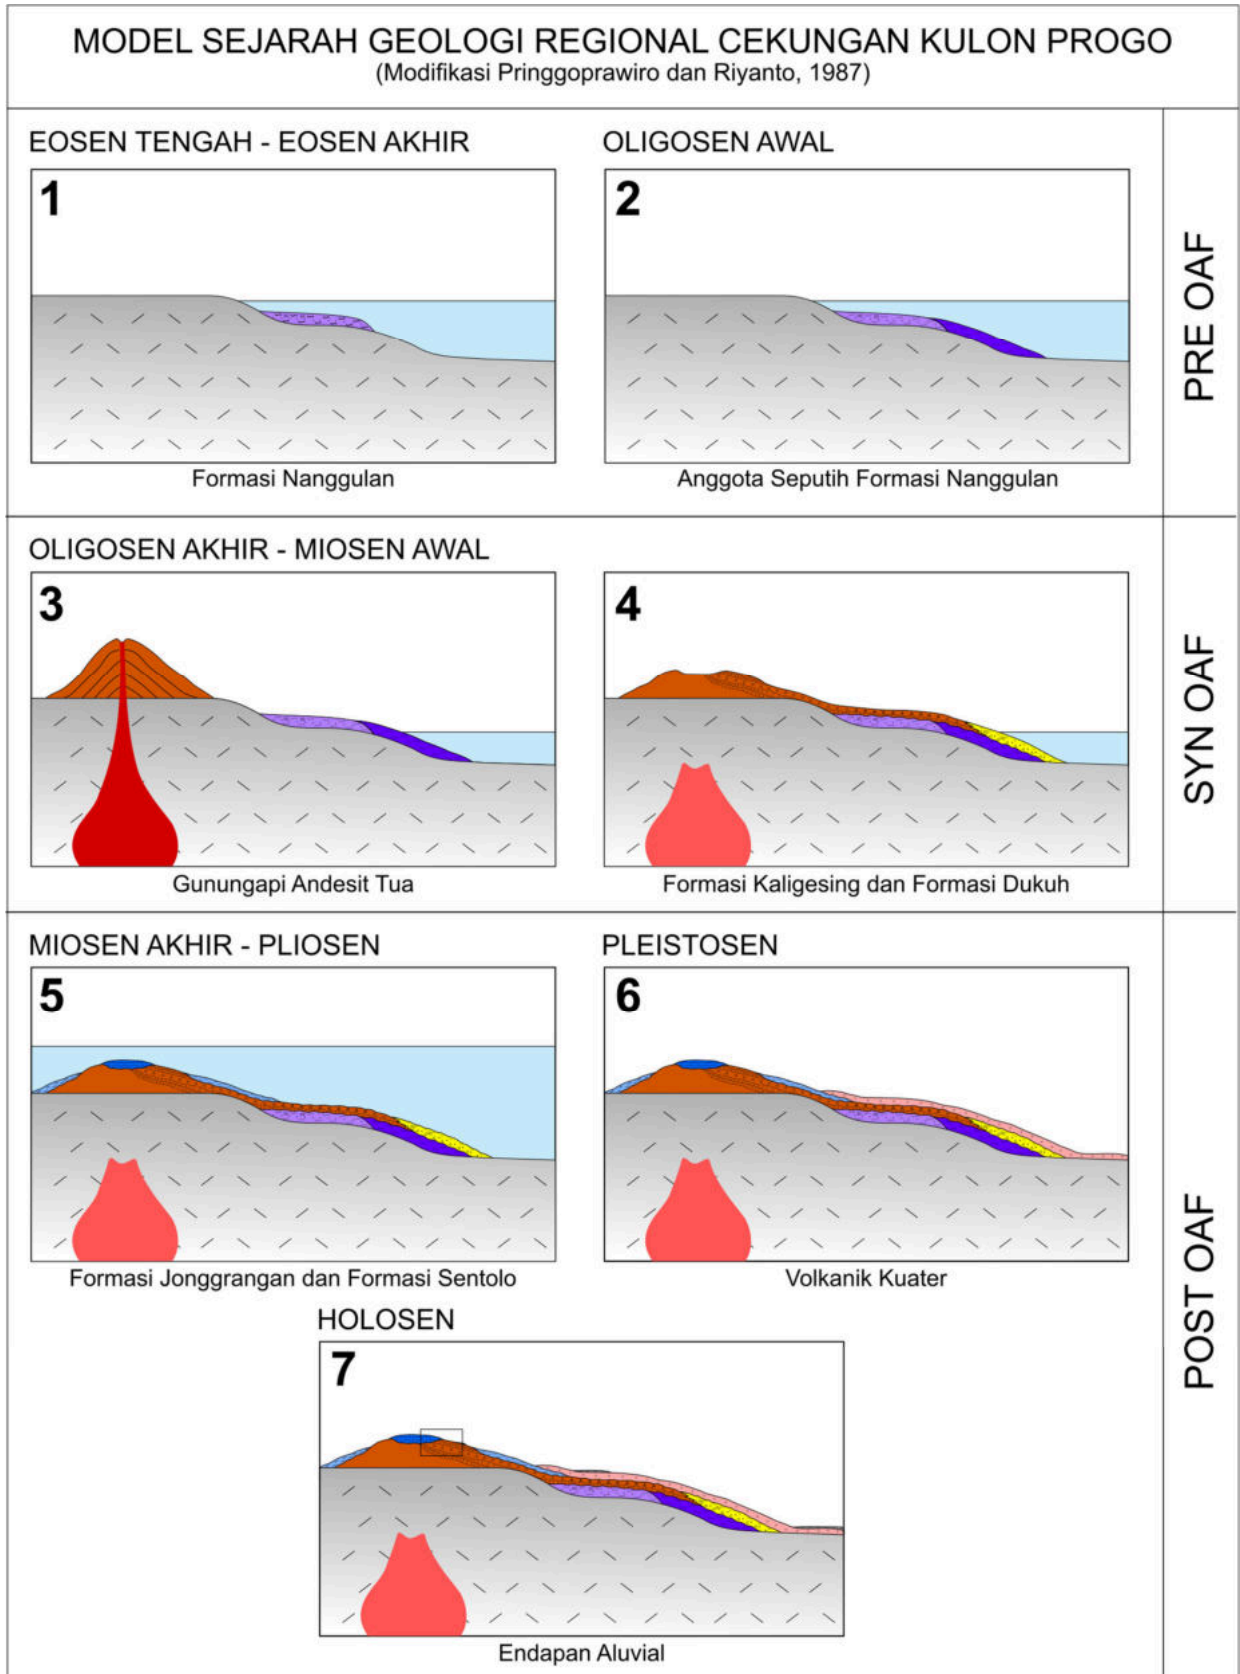 MODEL SEJARAH GEOLOGI REGIONAL CEKUNGAN KULON PROGO
(Modifikasi Pringgoprawiro dan Riyanto, 1987)
EOSEN TENGAH - EOSEN AKHIR
1
Formasi Nanggulan
OLIGOSEN AWAL
2
Anggota Seputih Formasi Nanggulan
PRE OAF
OLIGOSEN AKHIR - MIOSEN AWAL
3
Gunungapi Andesit Tua
4
Formasi Kaligesing dan Formasi Dukuh
SYN OAF
MIOSEN AKHIR - PLIOSEN
5
Formasi Jonggrangan dan Formasi Sentolo
PLEISTOSEN
6
Volkanik Kuater
HOLOSEN
7
Endapan Aluvial
POST OAF